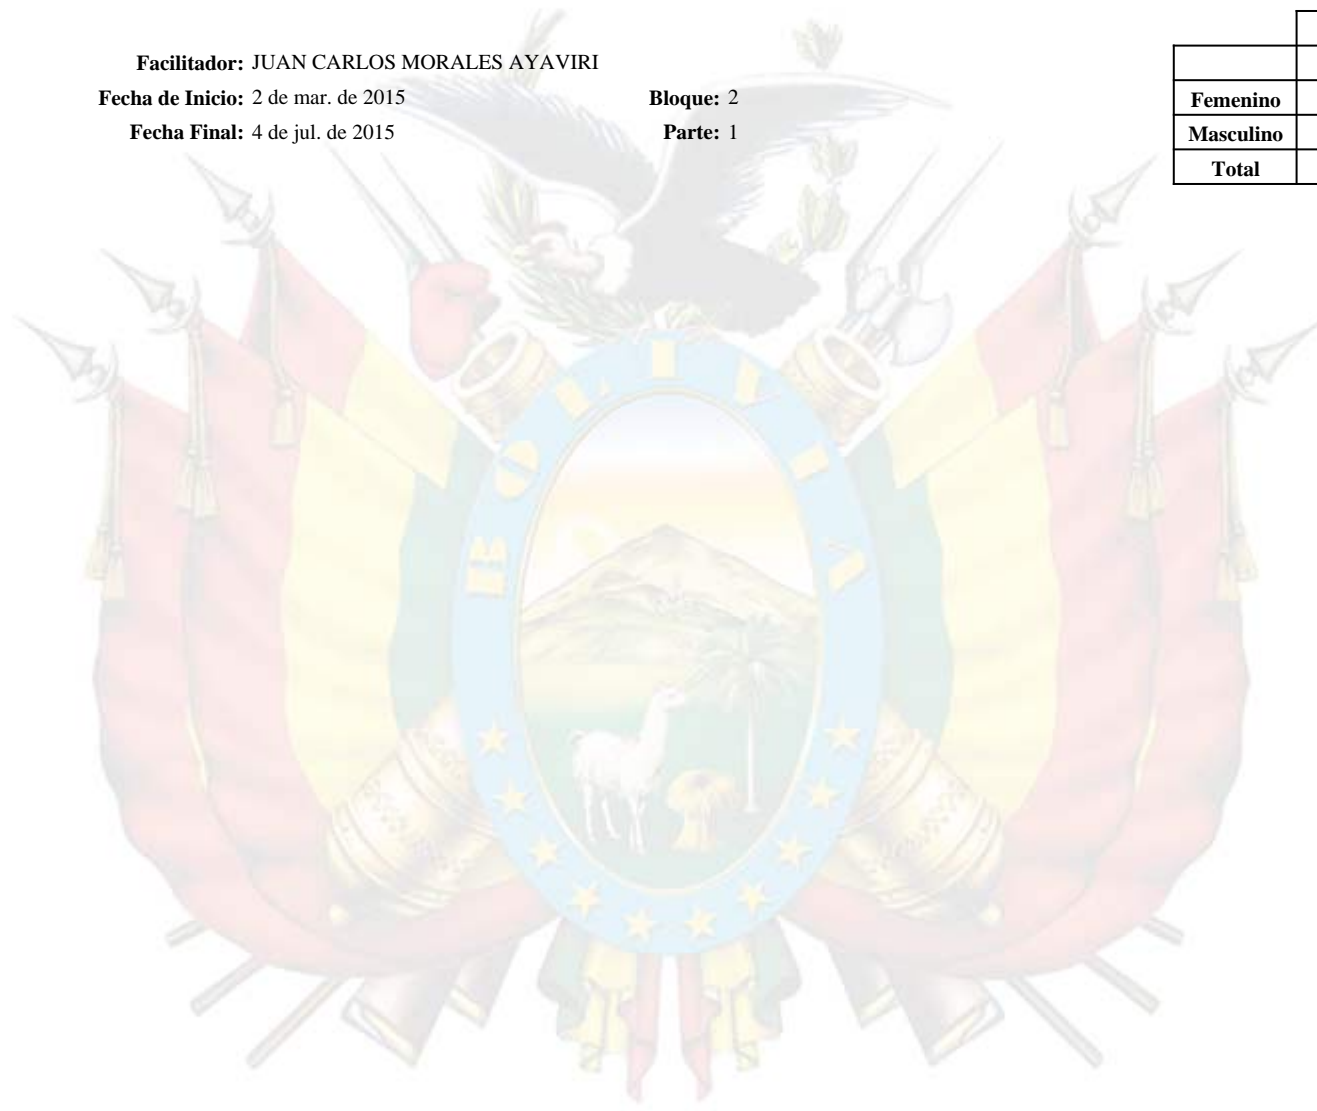 Facilitador: JUAN CARLOS MORALES AYAVIRI
Fecha de Inicio: 2 de mar. de 2015 Bloque: 2
Fecha Final: 4 de jul. de 2015 Parte: 1
Femenino
Masculino
Total
BOLIVIA